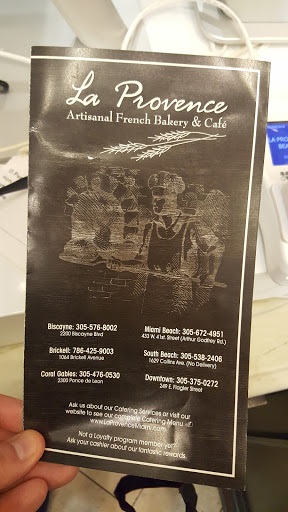 La Provence
Artisanal French Bakery & Café
Biscayne: 305-576-8002
2200 Biscayne Blvd
Brickell: 786-425-9003
1064 Brickell Avenue
Coral Gables: 305-476-0530
2300 Ponce de Leon
Miami Beach: 305-672-4951
433 W. 41st. Street (Arthur Godfrey Rd.)
South Beach: 305-538-2406
1629 Collins Ave. (No Delivery)
Downtown: 305-375-0272
249 E. Flagler Street
Ask us about our Catering Services or visit our
website to see our complete Catering Menu
www.LaProvenceMiami.com
Not a Loyalty program member yet?
Ask your cashier about our fantastic rewards.
LA PRO
BEA